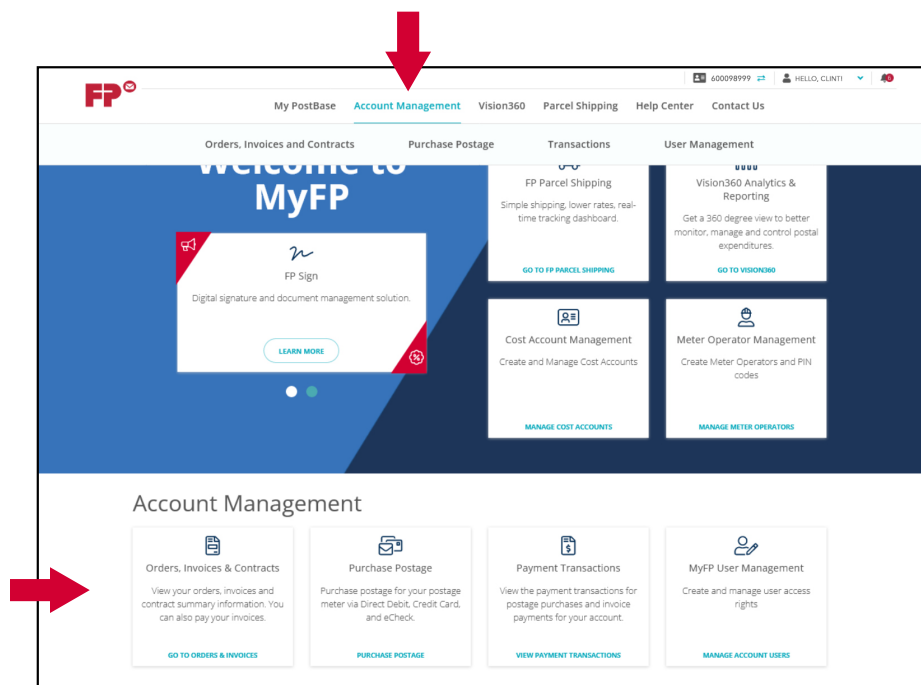 600098999
HELLO, CLINTI
FP
My PostBase Account Management Vision360 Parcel Shipping Help Center Contact Us
Orders, Invoices and Contracts Purchase Postage Transactions User Management
Welcome to
MyFP
FP Sign
Digital signature and document management solution.
LEARN MORE
FP Parcel Shipping
Simple shipping, lower rates, real-
time tracking dashboard.
GO TO FP PARCEL SHIPPING
Vision360 Analytics &
Reporting
Get a 360 degree view to better
monitor, manage and control postal
expenditures.
GO TO VISION360
Cost Account Management
Create and Manage Cost Accounts
MANAGE COST ACCOUNTS
Meter Operator Management
Create Meter Operators and PIN
codes
MANAGE METER OPERATORS
Account Management
Orders, Invoices & Contracts
View your orders, invoices and
contract summary information. You
can also pay your invoices.
GO TO ORDERS & INVOICES
Purchase Postage
Purchase postage for your postage
meter via Direct Debit, Credit Card,
and eCheck.
PURCHASE POSTAGE
Payment Transactions
View the payment transactions for
postage purchases and invoice
payments for your account.
VIEW PAYMENT TRANSACTIONS
MyFP User Management
Create and manage user access
rights
MANAGE ACCOUNT USERS